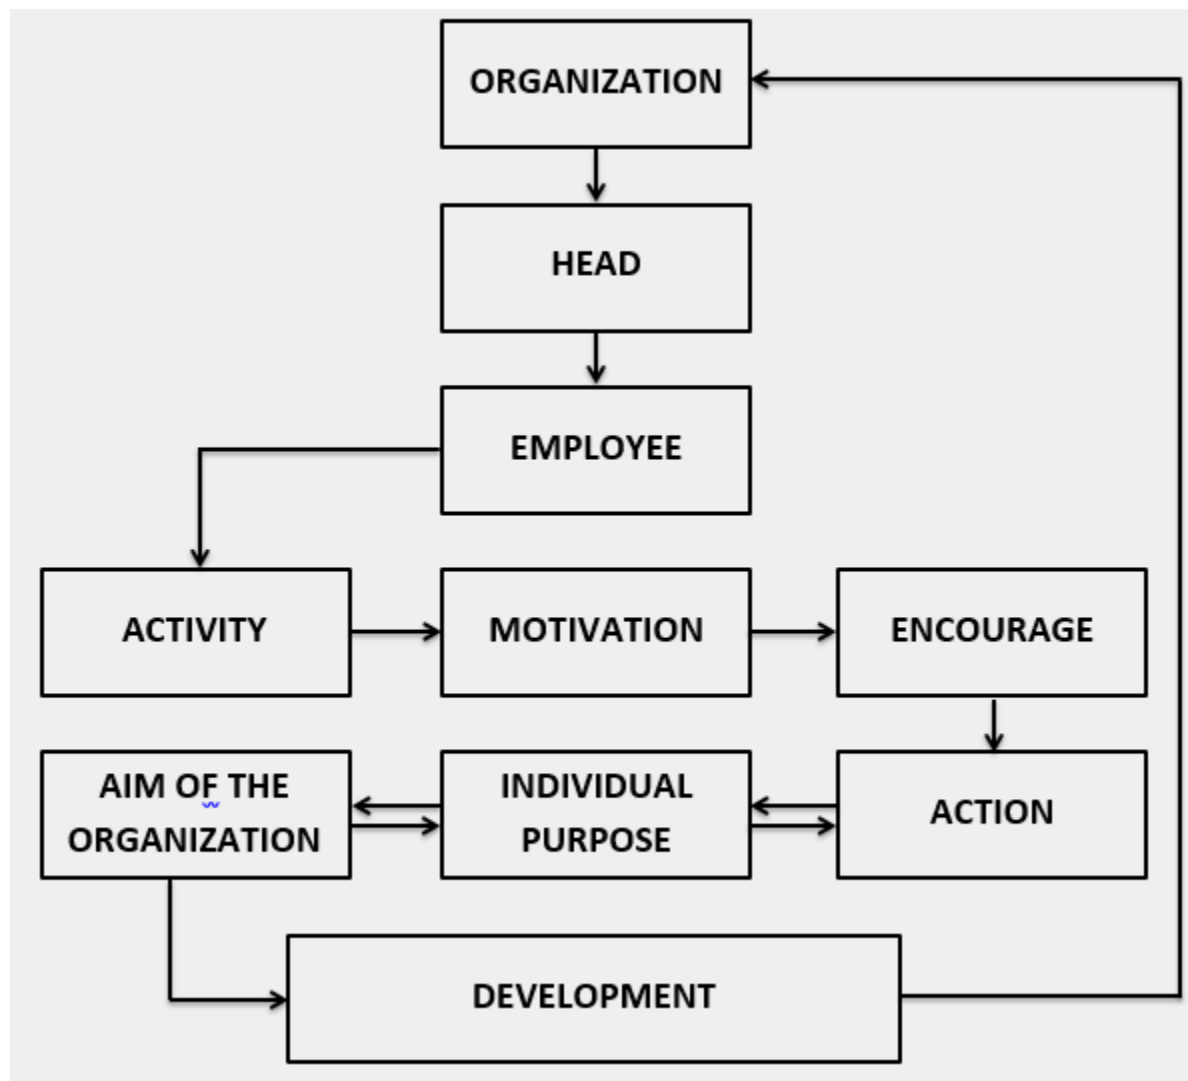 ORGANIZATION
HEAD
EMPLOYEE
ACTIVITY
MOTIVATION
ENCOURAGE
AIM OF THE
ORGANIZATION
INDIVIDUAL
PURPOSE
ACTION
DEVELOPMENT